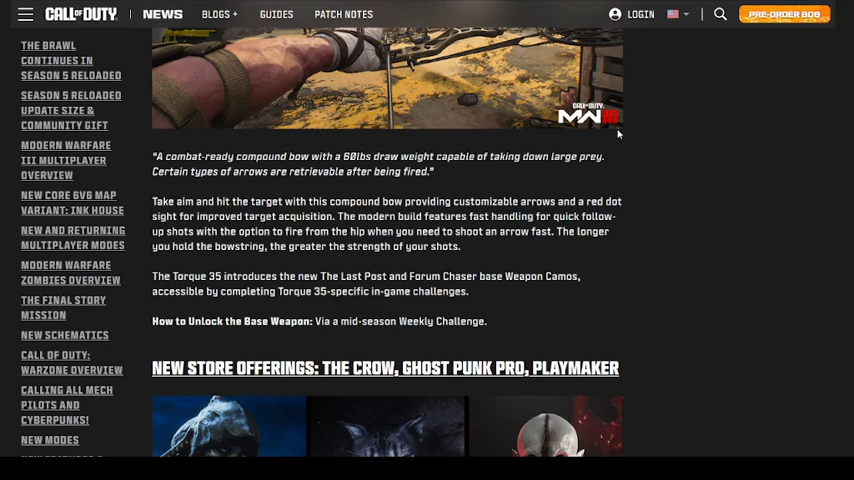 CALL OF DUTY
NEWS
BLOGS +
GUIDES
PATCH NOTES
LOGIN
PRE-ORDER BO6
THE BRAWL
CONTINUES IN
SEASON 5 RELOADED
SEASON 5 RELOADED
UPDATE SIZE &
COMMUNITY GIFT
MODERN WARFARE
III MULTIPLAYER
OVERVIEW
NEW CORE 6V6 MAP
VARIANT: INK HOUSE
NEW AND RETURNING
MULTIPLAYER MODES
MODERN WARFARE
ZOMBIES OVERVIEW
THE FINAL STORY
MISSION
NEW SCHEMATICS
CALL OF DUTY:
WARZONE OVERVIEW
CALLING ALL MECH
PILOTS AND
CYBERPUNKS!
NEW MODES
CALL OF DUTY
MWIII
"A combat-ready compound bow with a 60lbs draw weight capable of taking down large prey.
Certain types of arrows are retrievable after being fired."
Take aim and hit the target with this compound bow providing customizable arrows and a red dot
sight for improved target acquisition. The modern build features fast handling for quick follow-
up shots with the option to fire from the hip when you need to shoot an arrow fast. The longer
you hold the bowstring, the greater the strength of your shots.
The Torque 35 introduces the new The Last Post and Forum Chaser base Weapon Camos,
accessible by completing Torque 35-specific in-game challenges.
How to Unlock the Base Weapon: Via a mid-season Weekly Challenge.
NEW STORE OFFERINGS: THE CROW, GHOST PUNK PRO, PLAYMAKER